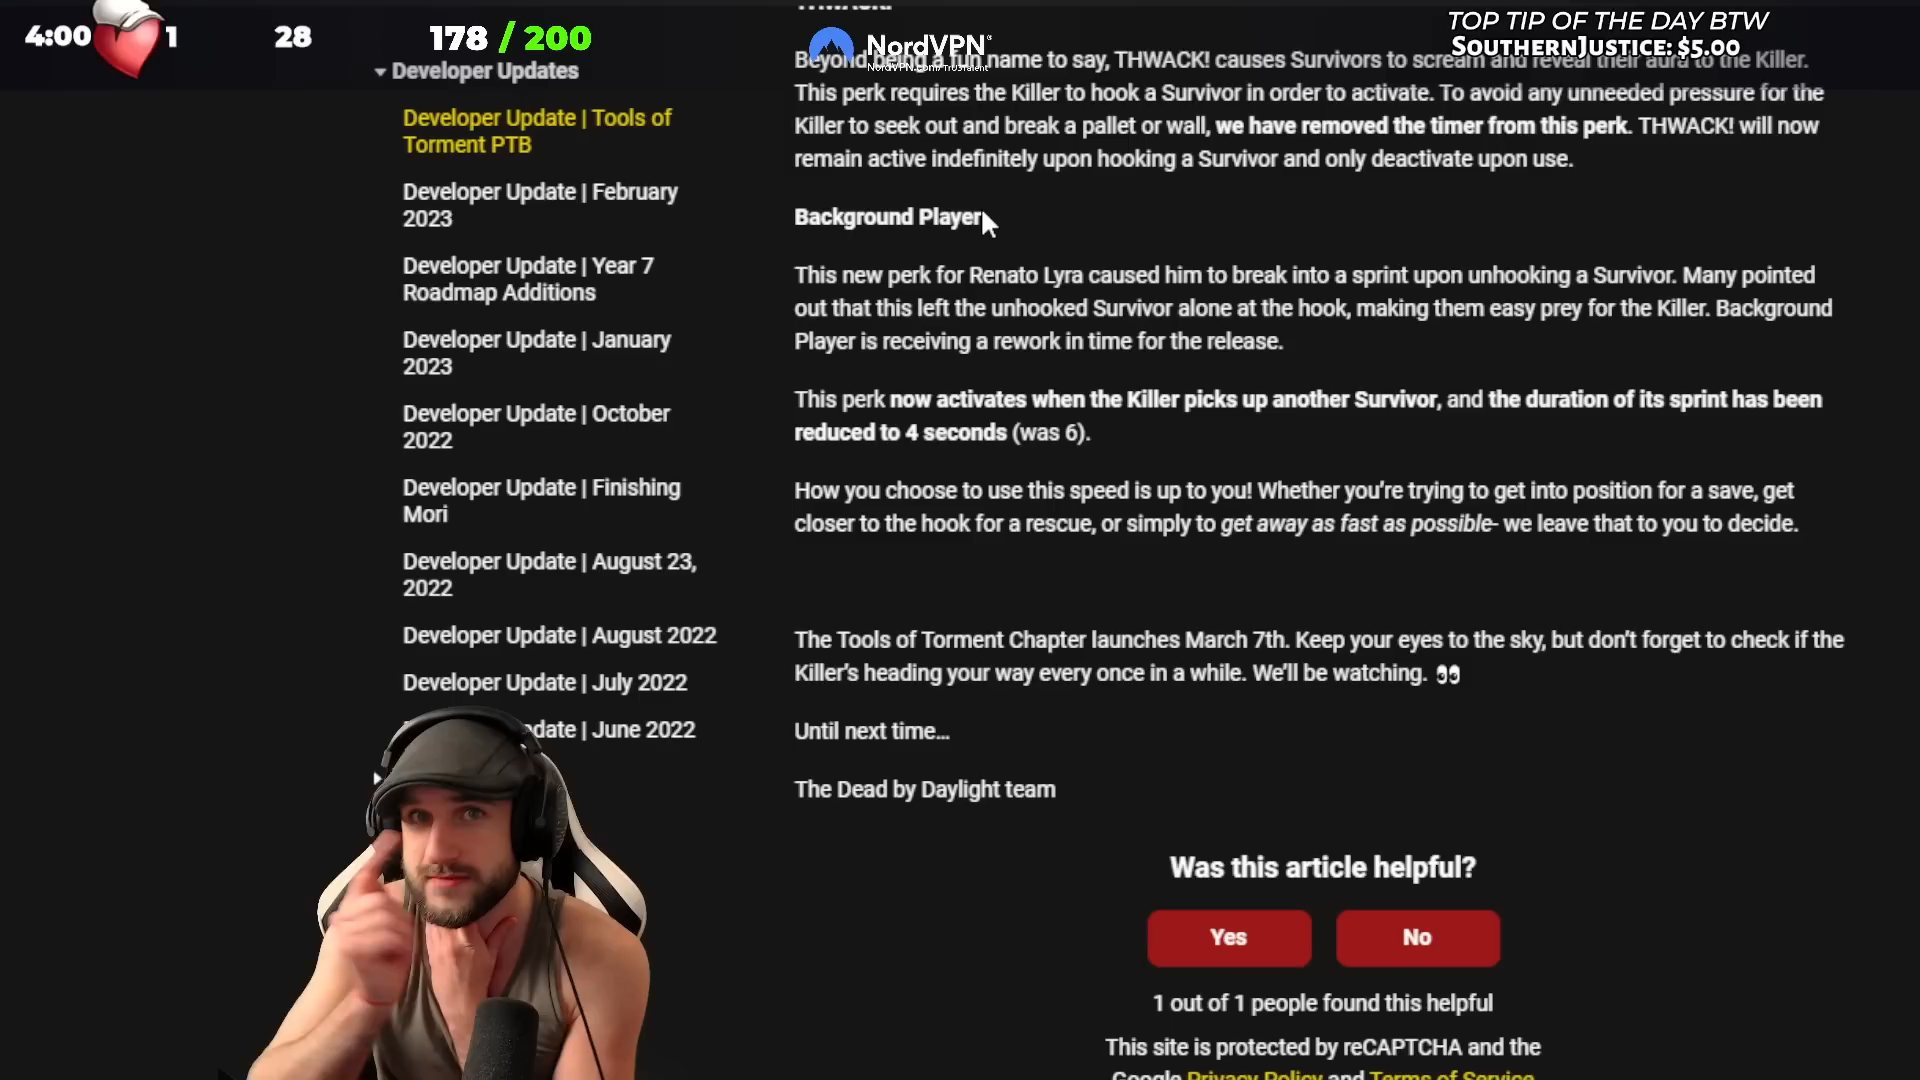 4:00 1 28 178 / 200
NordVPN
TOP TIP OF THE DAY BTW
SOUTHERNJUSTICE: $5.00
Developer Updates
Developer Update | Tools of
Torment PTB
Developer Update | February
2023
Developer Update | Year 7
Roadmap Additions
Developer Update | January
2023
Developer Update | October
2022
Developer Update | Finishing
Mori
Developer Update | August 23,
2022
Developer Update | August 2022
Developer Update | July 2022
date | June 2022
THWACK!
Beyond being a fun name to say, THWACK! causes Survivors to scream and reveal their aura to the Killer.
This perk requires the Killer to hook a Survivor in order to activate. To avoid any unneeded pressure for the
Killer to seek out and break a pallet or wall, we have removed the timer from this perk. THWACK! will now
remain active indefinitely upon hooking a Survivor and only deactivate upon use.
Background Player
This new perk for Renato Lyra caused him to break into a sprint upon unhooking a Survivor. Many pointed
out that this left the unhooked Survivor alone at the hook, making them easy prey for the Killer. Background
Player is receiving a rework in time for the release.
This perk now activates when the Killer picks up another Survivor, and the duration of its sprint has been
reduced to 4 seconds (was 6).
How you choose to use this speed is up to you! Whether you’re trying to get into position for a save, get
closer to the hook for a rescue, or simply to get away as fast as possible- we leave that to you to decide.
The Tools of Torment Chapter launches March 7th. Keep your eyes to the sky, but don’t forget to check if the
Killer’s heading your way every once in a while. We’ll be watching. 👀
Until next time…
The Dead by Daylight team
Was this article helpful?
Yes No
1 out of 1 people found this helpful
This site is protected by reCAPTCHA and the
Google Privacy Policy and Terms of Service